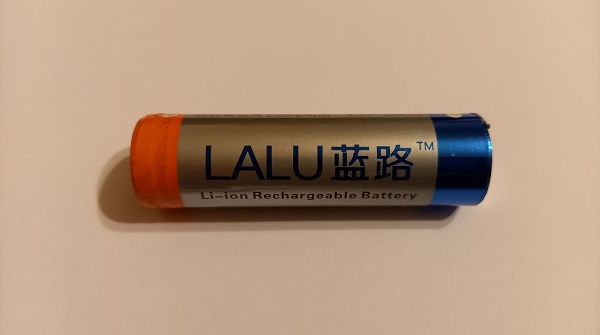 LALU蓝路™
Li-ion Rechargeable Battery